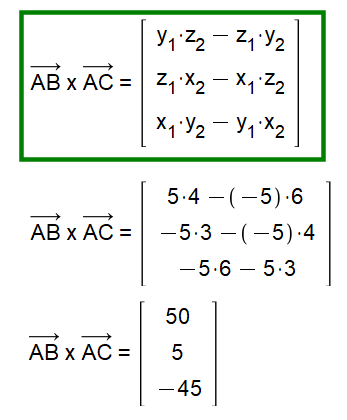 y₁·z₂ − z₁·y₂
AB x AC = z₁·x₂ − x₁·z₂
x₁·y₂ − y₁·x₂
5·4 −(−5)·6
AB x AC = −5·3 −(−5)·4
−5·6 − 5·3
50
AB x AC = 5
−45